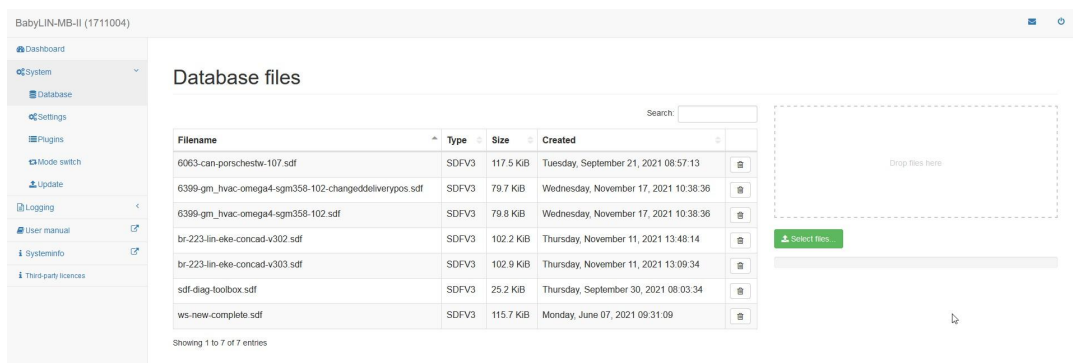 BabyLIN-MB-II (1711004)
Dashboard
System
Database
Settings
Plugins
Mode switch
Update
Logging
User manual
Systeminfo
Third-party licences
Database files
Search:
Filename Type Size Created
6063-can-porschestw-107.sdf SDFV3 117.5 KiB Tuesday, September 21, 2021 08:57:13
6399-gm_hvac-omega4-sgm358-102-changeddeliverypos.sdf SDFV3 79.7 KiB Wednesday, November 17, 2021 10:38:36
6399-gm_hvac-omega4-sgm358-102.sdf SDFV3 79.8 KiB Wednesday, November 17, 2021 10:38:36
br-223-lin-eke-concad-v302.sdf SDFV3 102.2 KiB Thursday, November 11, 2021 13:48:14
br-223-lin-eke-concad-v303.sdf SDFV3 102.9 KiB Thursday, November 11, 2021 13:09:34
sdf-diag-toolbox.sdf SDFV3 25.2 KiB Thursday, September 30, 2021 08:03:34
ws-new-complete.sdf SDFV3 115.7 KiB Monday, June 07, 2021 09:31:09
Showing 1 to 7 of 7 entries
Drop files here
Select files...